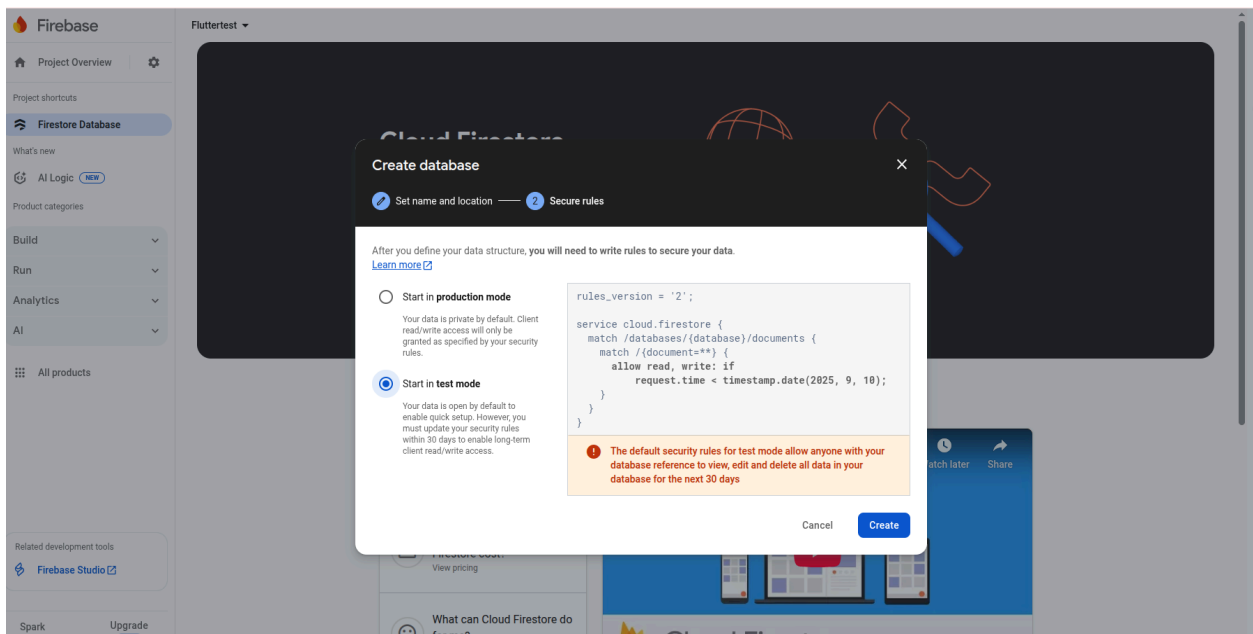 Firebase
Fluttertest
Project Overview
Project shortcuts
Firestore Database
What's new
AI Logic NEW
Product categories
Build
Run
Analytics
AI
All products
Related development tools
Firebase Studio
Spark Upgrade
Cloud Firestore
Create database
Set name and location 2 Secure rules
After you define your data structure, you will need to write rules to secure your data.
Learn more
Start in production mode
Your data is private by default. Client
read/write access will only be
granted as specified by your security
rules.
Start in test mode
Your data is open by default to
enable quick setup. However, you
must update your security rules
within 30 days to enable long-term
client read/write access.
rules_version = '2';
service cloud.firestore {
match /databases/{database}/documents {
match /{document=**} {
allow read, write: if
request.time < timestamp.date(2025, 9, 10);
}
}
}
The default security rules for test mode allow anyone with your
database reference to view, edit and delete all data in your
database for the next 30 days
Cancel Create
later Share
View pricing
What can Cloud Firestore do